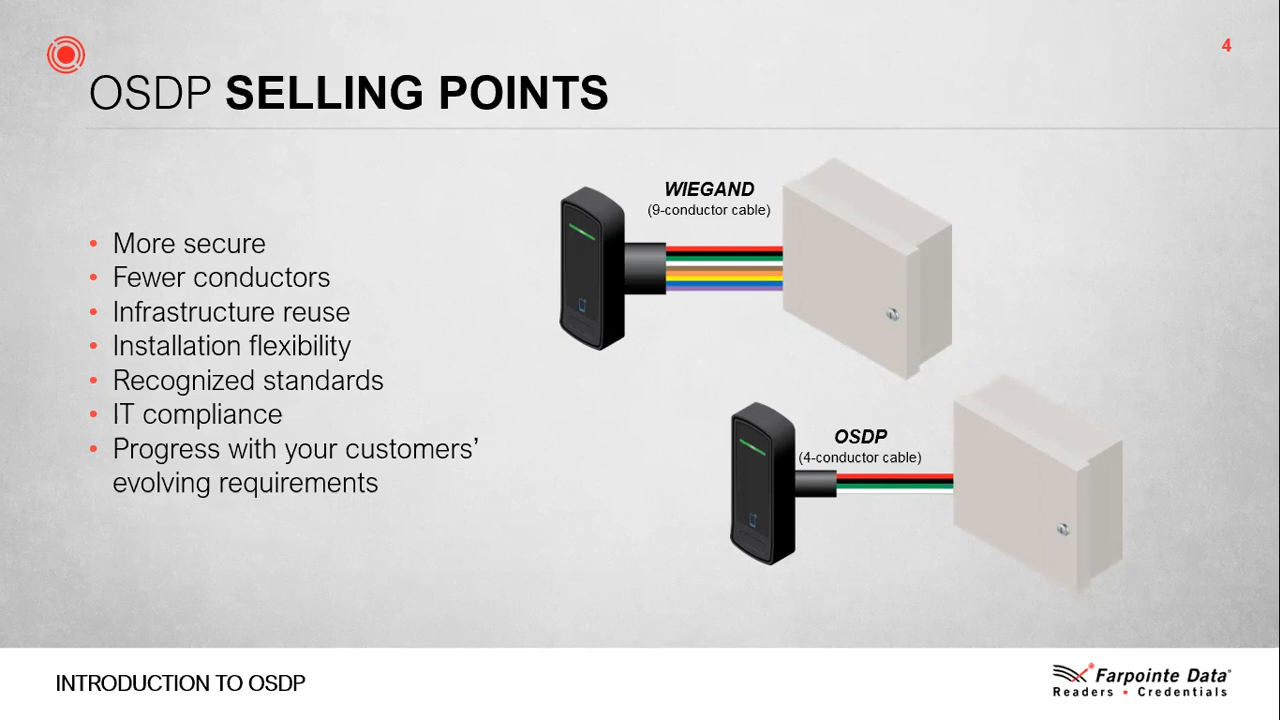 4
OSDP SELLING POINTS
• More secure
• Fewer conductors
• Infrastructure reuse
• Installation flexibility
• Recognized standards
• IT compliance
• Progress with your customers’
evolving requirements
WIEGAND
(9-conductor cable)
OSDP
(4-conductor cable)
INTRODUCTION TO OSDP
Farpointe Data
Readers • Credentials